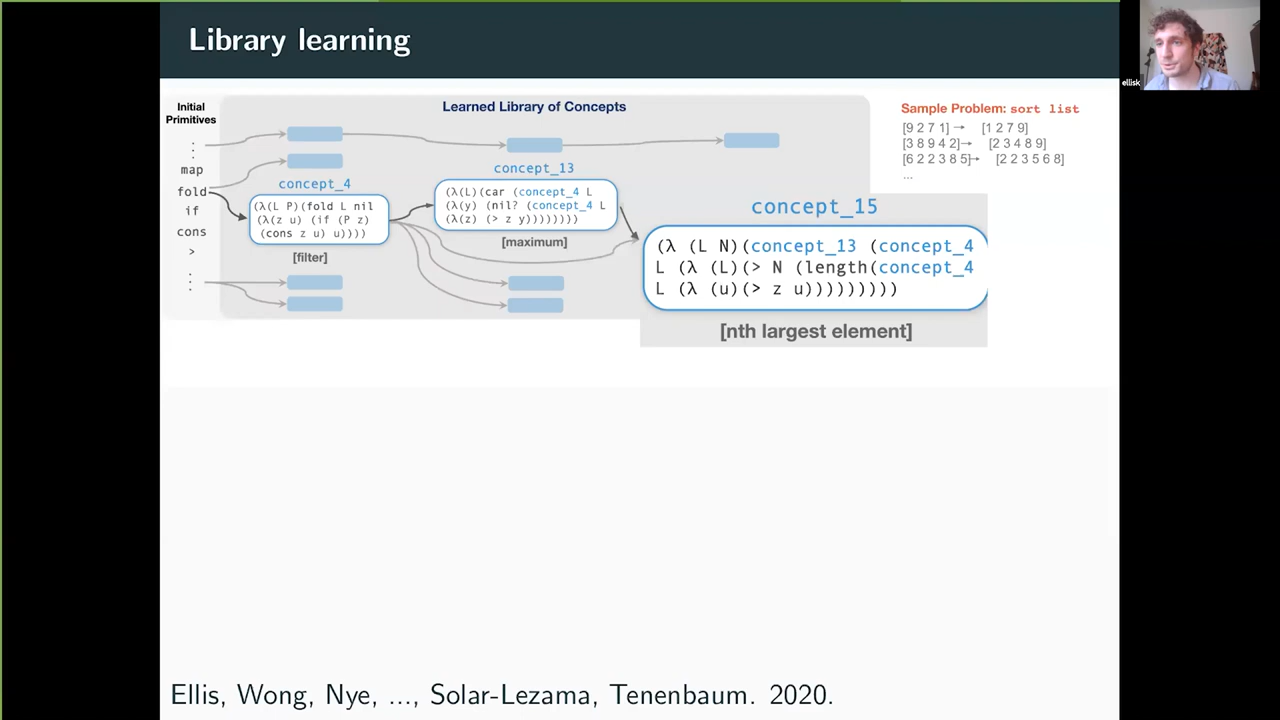 Library learning
ellisk
Initial
Primitives
Learned Library of Concepts
Sample Problem: sort list
[9 2 7 1] → [1 2 7 9]
[3 8 9 4 2]→ [2 3 4 8 9]
[6 2 2 3 8 5]→ [2 2 3 5 6 8]
...
map
fold
if
cons
>
concept_4
(λ(L P)(fold L nil
(λ(z u) (if (P z)
(cons z u) u))))
[filter]
concept_13
(λ(L)(car (concept_4 L
(λ(y) (nil? (concept_4 L
(λ(z) (> z y))))))))
[maximum]
concept_15
(λ (L N)(concept_13 (concept_4
L (λ (L)(> N (length(concept_4
L (λ (u)(> z u)))))))))
[nth largest element]
Ellis, Wong, Nye, ..., Solar-Lezama, Tenenbaum. 2020.